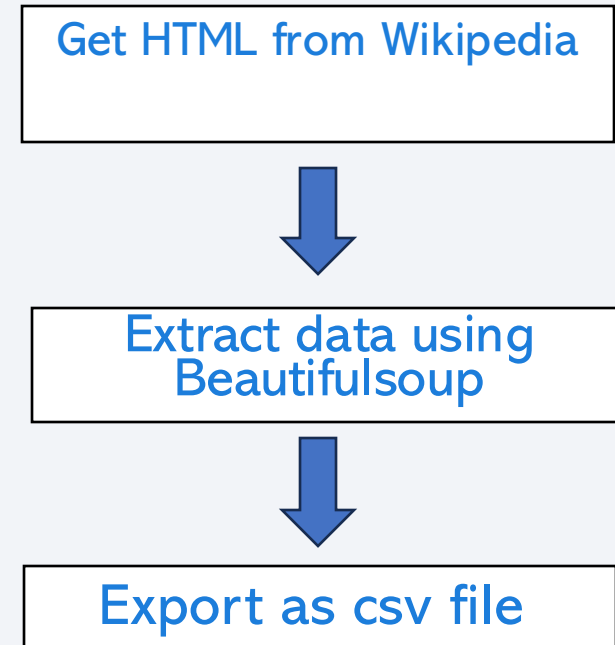 Get HTML from Wikipedia
Extract data using
Beautifulsoup
Export as csv file